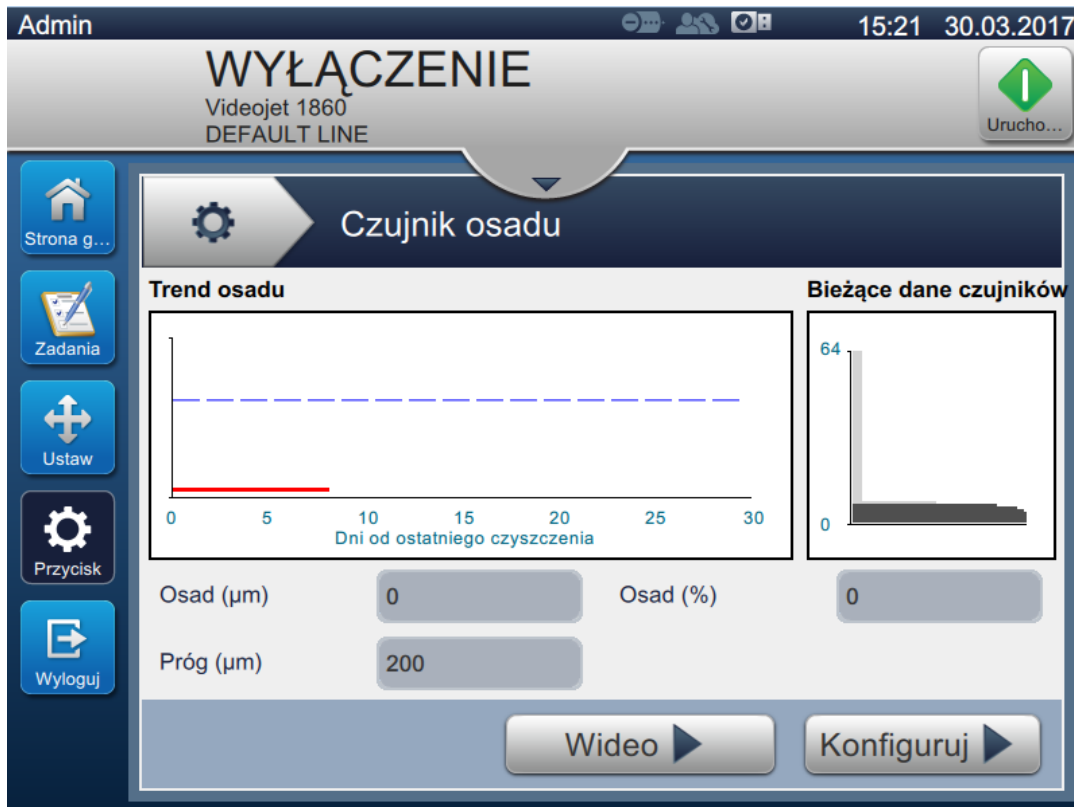 Admin 15:21 30.03.2017
WYŁĄCZENIE
Videojet 1860
DEFAULT LINE
Urucho...
Strona g...
Zadania
Ustaw
Przycisk
Wyloguj
Czujnik osadu
Trend osadu
0 5 10 15 20 25 30
Dni od ostatniego czyszczenia
Bieżące dane czujników
64
0
Osad (µm) 0 Osad (%) 0
Próg (µm) 200
Wideo Konfiguruj